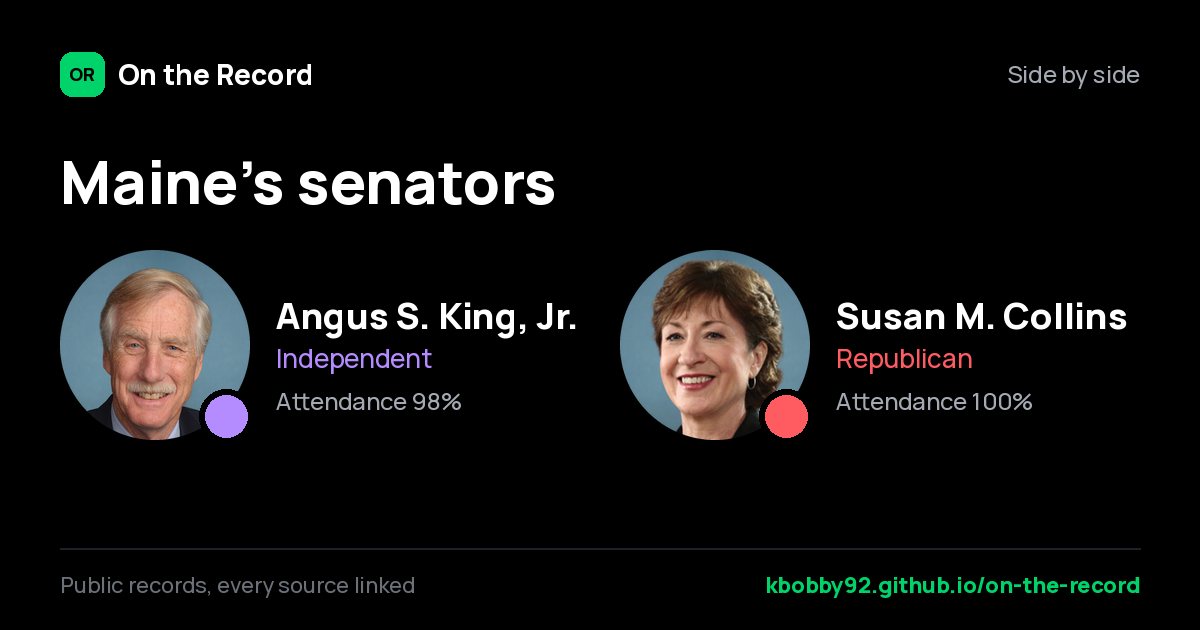 OR On the Record
Side by side
Maine’s senators
Angus S. King, Jr.
Independent
Attendance 98%
Susan M. Collins
Republican
Attendance 100%
Public records, every source linked
kbobby92.github.io/on-the-record